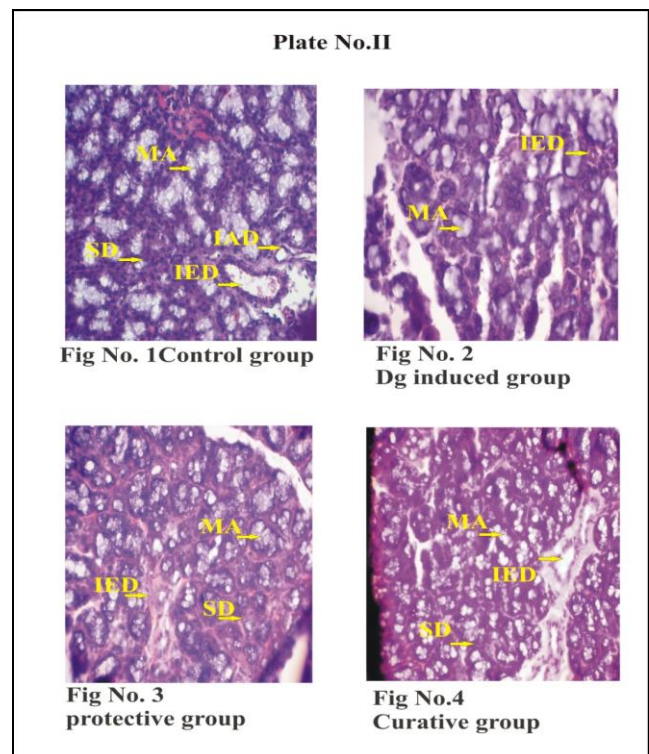 Plate No.II
MA
IAD
SD
IED
Fig No. 1Control group
IED
MA
Fig No. 2
Dg induced group
MA
IED
SD
Fig No. 3
protective group
MA
IED
SD
Fig No.4
Curative group